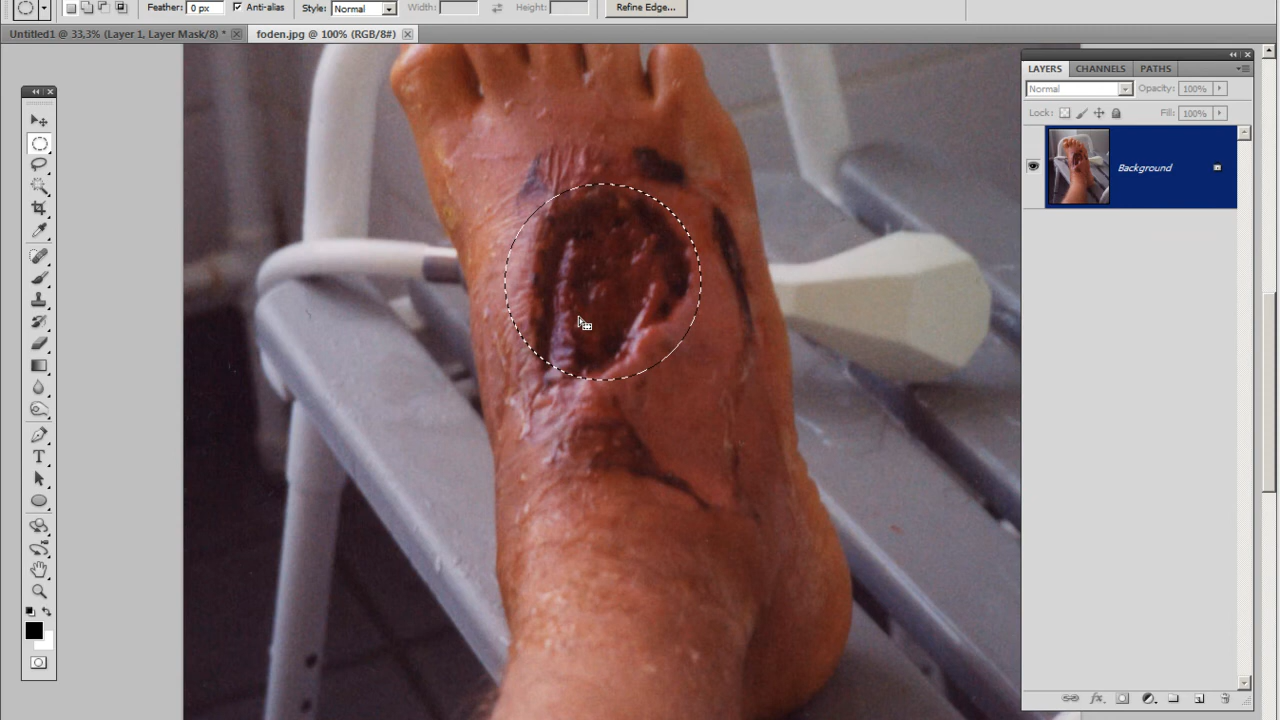 Feather: 0 px Anti-alias Style: Normal Width: Height: Refine Edge...
Untitled1 @ 33,3% (Layer 1, Layer Mask/8) * foden.jpg @ 100% (RGB/8#)
LAYERS CHANNELS PATHS
Normal Opacity: 100%
Lock: Fill: 100%
Background
T
fx